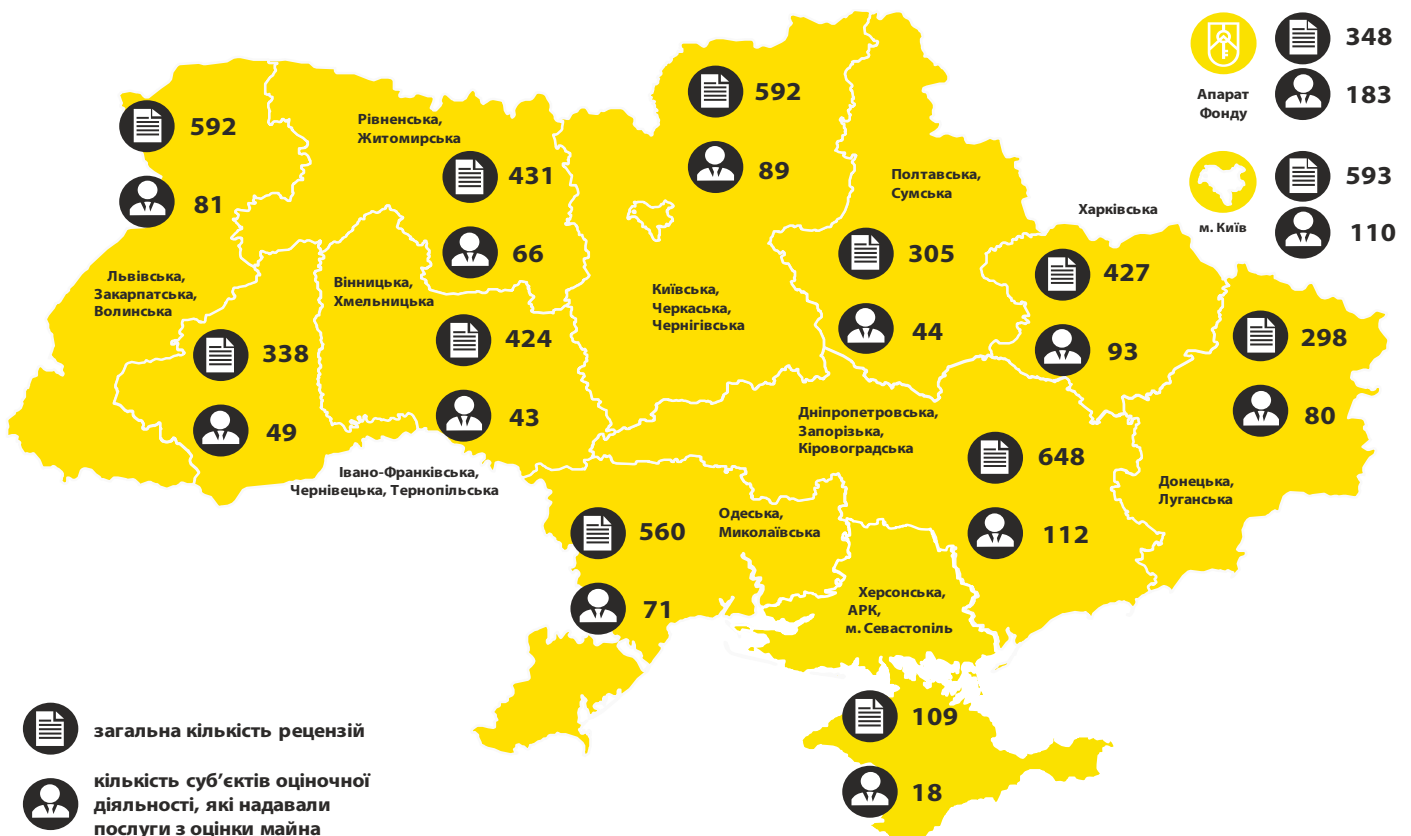 348
Апарат
Фонду
183
593
м. Київ
110
592
81
Львівська,
Закарпатська,
Волинська
Рівненська,
Житомирська
431
66
592
89
Київська,
Черкаська,
Чернігівська
Полтавська,
Сумська
305
44
Харківська
427
93
298
80
Донецька,
Луганська
338
49
Івано-Франківська,
Чернівецька, Тернопільська
Вінницька,
Хмельницька
424
43
Дніпропетровська,
Запорізька,
Кіровоградська
648
112
560
71
Одеська,
Миколаївська
Херсонська,
АРК,
м. Севастопіль
109
18
загальна кількість рецензій
кількість суб’єктів оціночної
діяльності, які надавали
послуги з оцінки майна